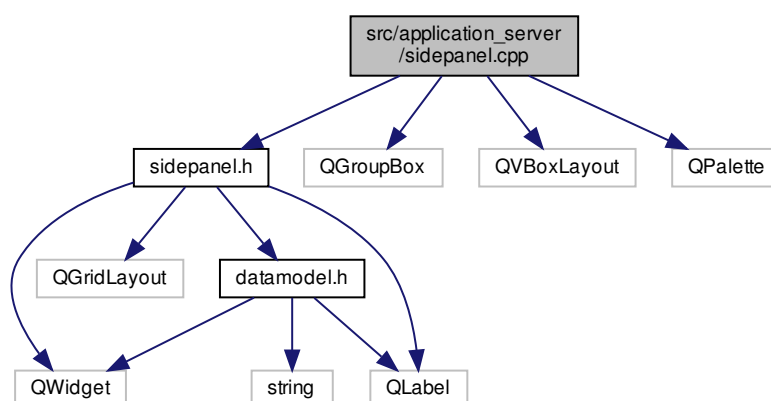 src/application_server
/sidepanel.cpp
sidepanel.h
QGroupBox
QVBoxLayout
QPalette
QGridLayout
datamodel.h
QWidget
string
QLabel